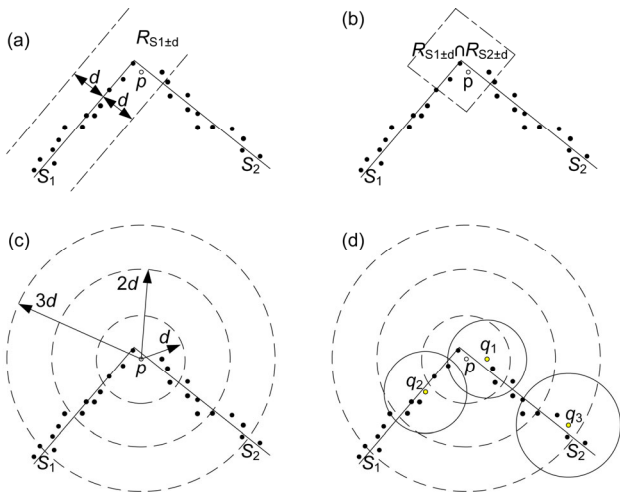 (a)
R_S1±d
d
d
p
S1
S2
(b)
R_S1±d∩R_S2±d
p
S1
S2
(c)
3d
2d
d
p
S1
S2
(d)
q1
p
q2
q3
S1
S2